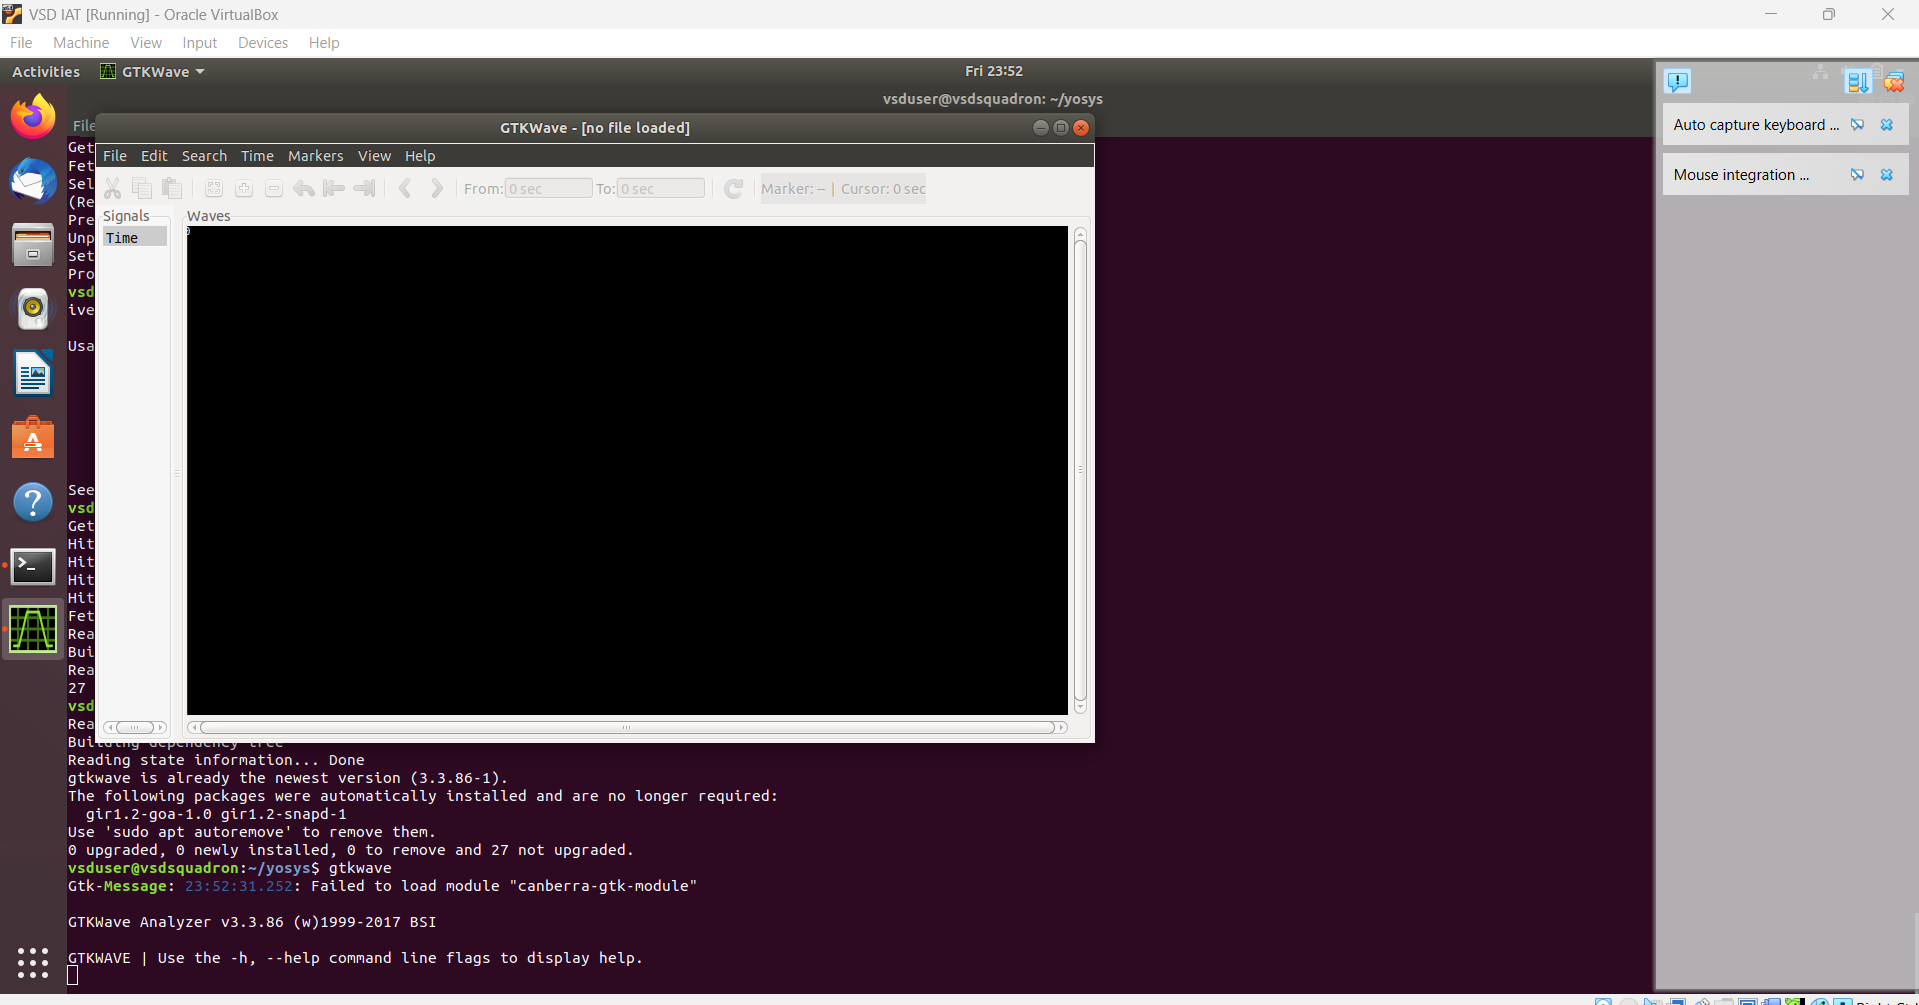 VSD IAT [Running] - Oracle VirtualBox
File Machine View Input Devices Help
Activities GTKWave Fri 23:52
vsduser@vsdsquadron: ~/yosys
File
GTKWave - [no file loaded]
File Edit Search Time Markers View Help
From: 0 sec To: 0 sec Marker: -- | Cursor: 0 sec
Signals Waves
Time
0
Auto capture keyboard ...
Mouse integration ...
Get
Fet
Sel
(Re
Pre
Unp
Set
Pro
vsd
ive
Usa
See
vsd
Get
Hit
Hit
Hit
Hit
Fet
Rea
Bui
Rea
27
vsd
Rea
Building dependency tree
Reading state information... Done
gtkwave is already the newest version (3.3.86-1).
The following packages were automatically installed and are no longer required:
gir1.2-goa-1.0 gir1.2-snapd-1
Use 'sudo apt autoremove' to remove them.
0 upgraded, 0 newly installed, 0 to remove and 27 not upgraded.
vsduser@vsdsquadron:~/yosys$ gtkwave
Gtk-Message: 23:52:31.252: Failed to load module "canberra-gtk-module"
GTKWave Analyzer v3.3.86 (w)1999-2017 BSI
GTKWAVE | Use the -h, --help command line flags to display help.